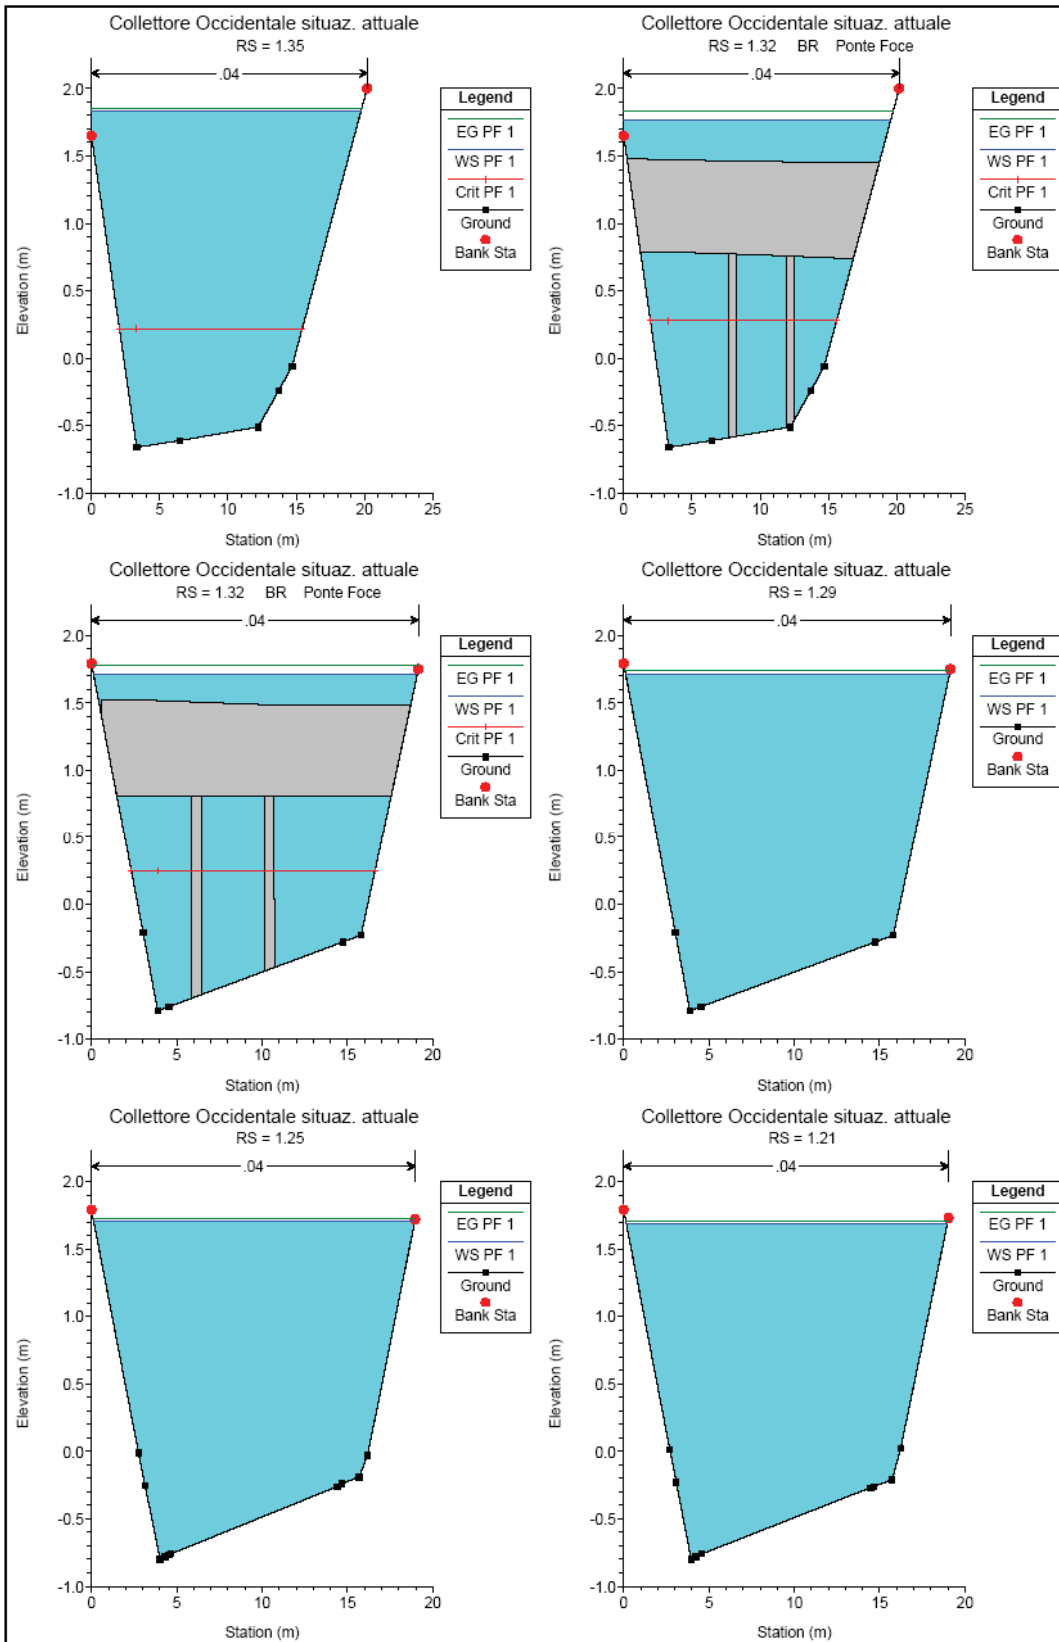 Collettore Occidentale situaz. attuale
RS = 1.35
.04
2.0
1.5
1.0
0.5
0.0
-0.5
-1.0
0 5 10 15 20 25
Elevation (m)
Station (m)
Legend
EG PF 1
WS PF 1
Crit PF 1
Ground
Bank Sta
Collettore Occidentale situaz. attuale
RS = 1.32 BR Ponte Foce
.04
2.0
1.5
1.0
0.5
0.0
-0.5
-1.0
0 5 10 15 20 25
Elevation (m)
Station (m)
Legend
EG PF 1
WS PF 1
Crit PF 1
Ground
Bank Sta
Collettore Occidentale situaz. attuale
RS = 1.32 BR Ponte Foce
.04
2.0
1.5
1.0
0.5
0.0
-0.5
-1.0
0 5 10 15 20
Elevation (m)
Station (m)
Legend
EG PF 1
WS PF 1
Crit PF 1
Ground
Bank Sta
Collettore Occidentale situaz. attuale
RS = 1.29
.04
2.0
1.5
1.0
0.5
0.0
-0.5
-1.0
0 5 10 15 20
Elevation (m)
Station (m)
Legend
EG PF 1
WS PF 1
Ground
Bank Sta
Collettore Occidentale situaz. attuale
RS = 1.25
.04
2.0
1.5
1.0
0.5
0.0
-0.5
-1.0
0 5 10 15 20
Elevation (m)
Station (m)
Legend
EG PF 1
WS PF 1
Ground
Bank Sta
Collettore Occidentale situaz. attuale
RS = 1.21
.04
2.0
1.5
1.0
0.5
0.0
-0.5
-1.0
0 5 10 15 20
Elevation (m)
Station (m)
Legend
EG PF 1
WS PF 1
Ground
Bank Sta